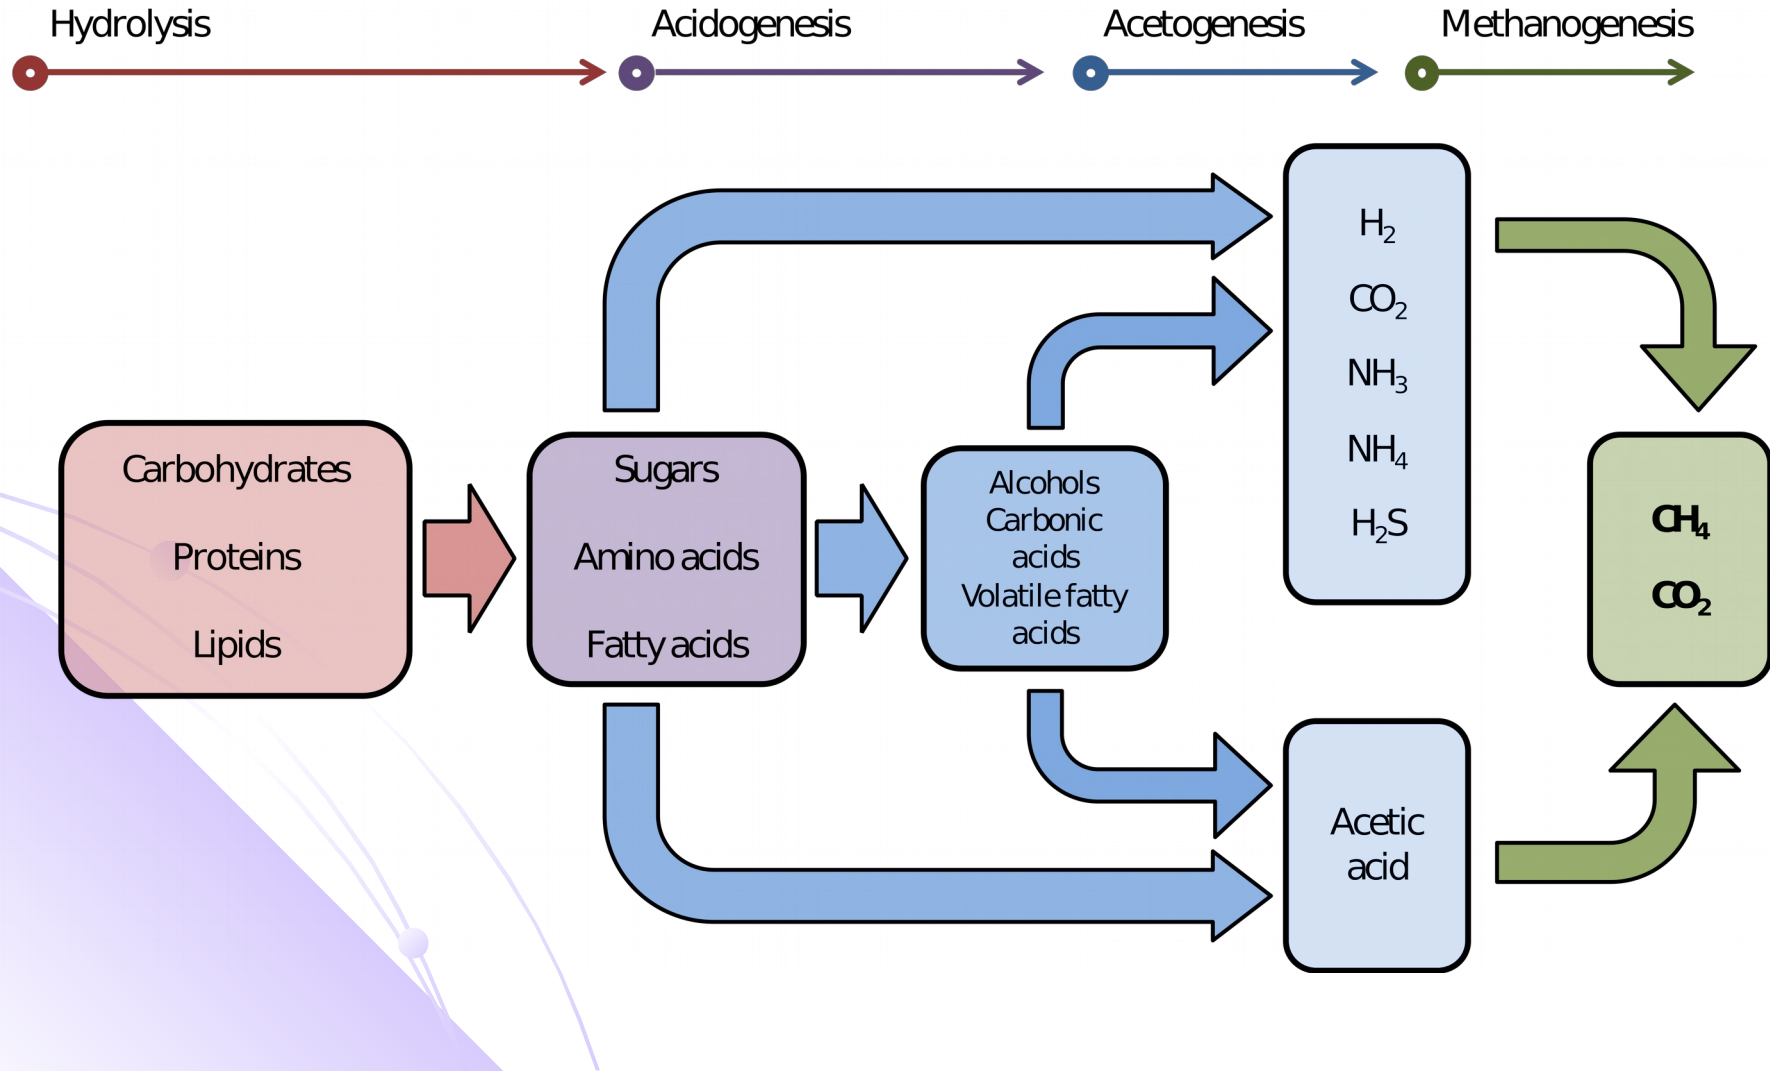 Hydrolysis
Acidogenesis
Acetogenesis
Methanogenesis
Carbohydrates
Proteins
Lipids
Sugars
Amino acids
Fatty acids
Alcohols
Carbonic
acids
Volatile fatty
acids
H₂
CO₂
NH₃
NH₄
H₂S
Acetic
acid
CH₄
CO₂